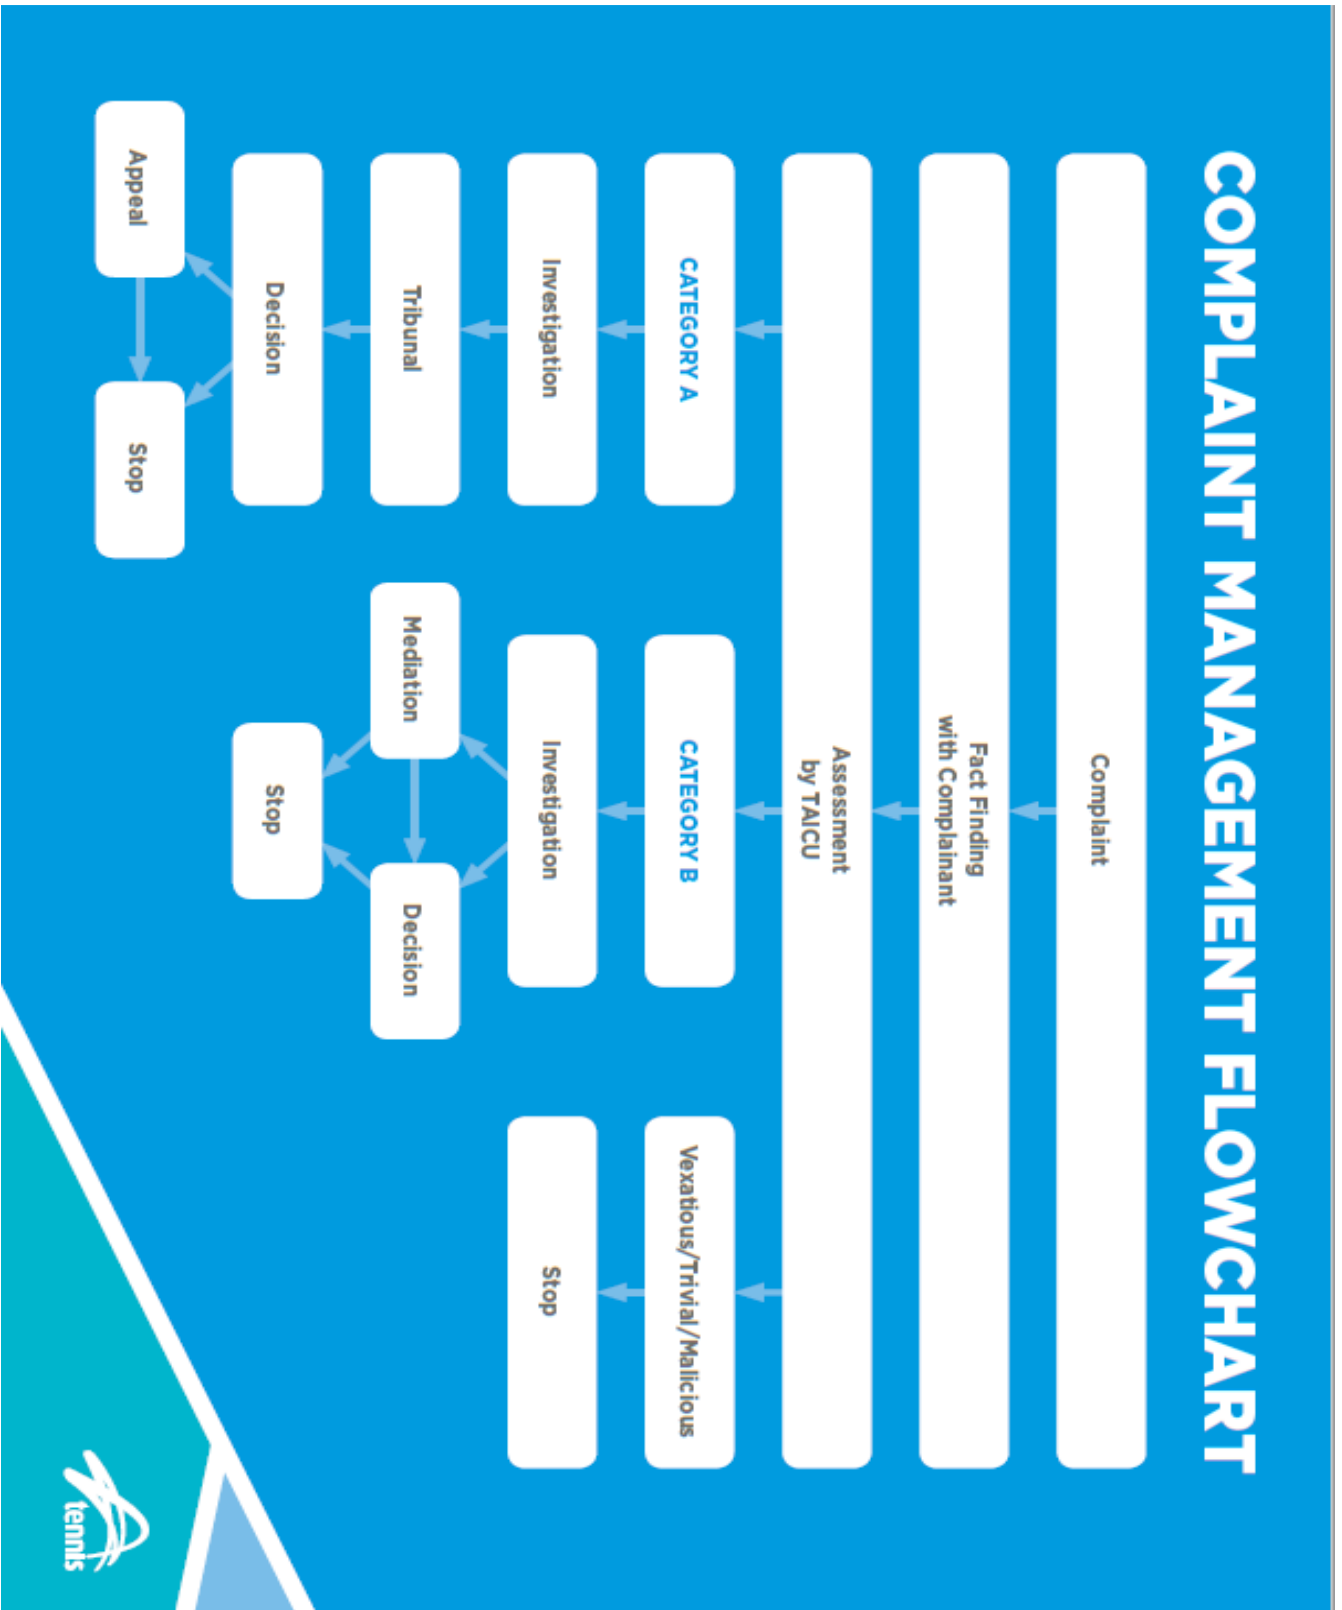 COMPLAINT MANAGEMENT FLOWCHART
Complaint
Fact Finding
with Complainant
Assessment
by TAICU
CATEGORY A
CATEGORY B
Vexatious/Trivial/Malicious
Investigation
Investigation
Stop
Tribunal
Mediation
Decision
Decision
Stop
Appeal
Stop
tennis